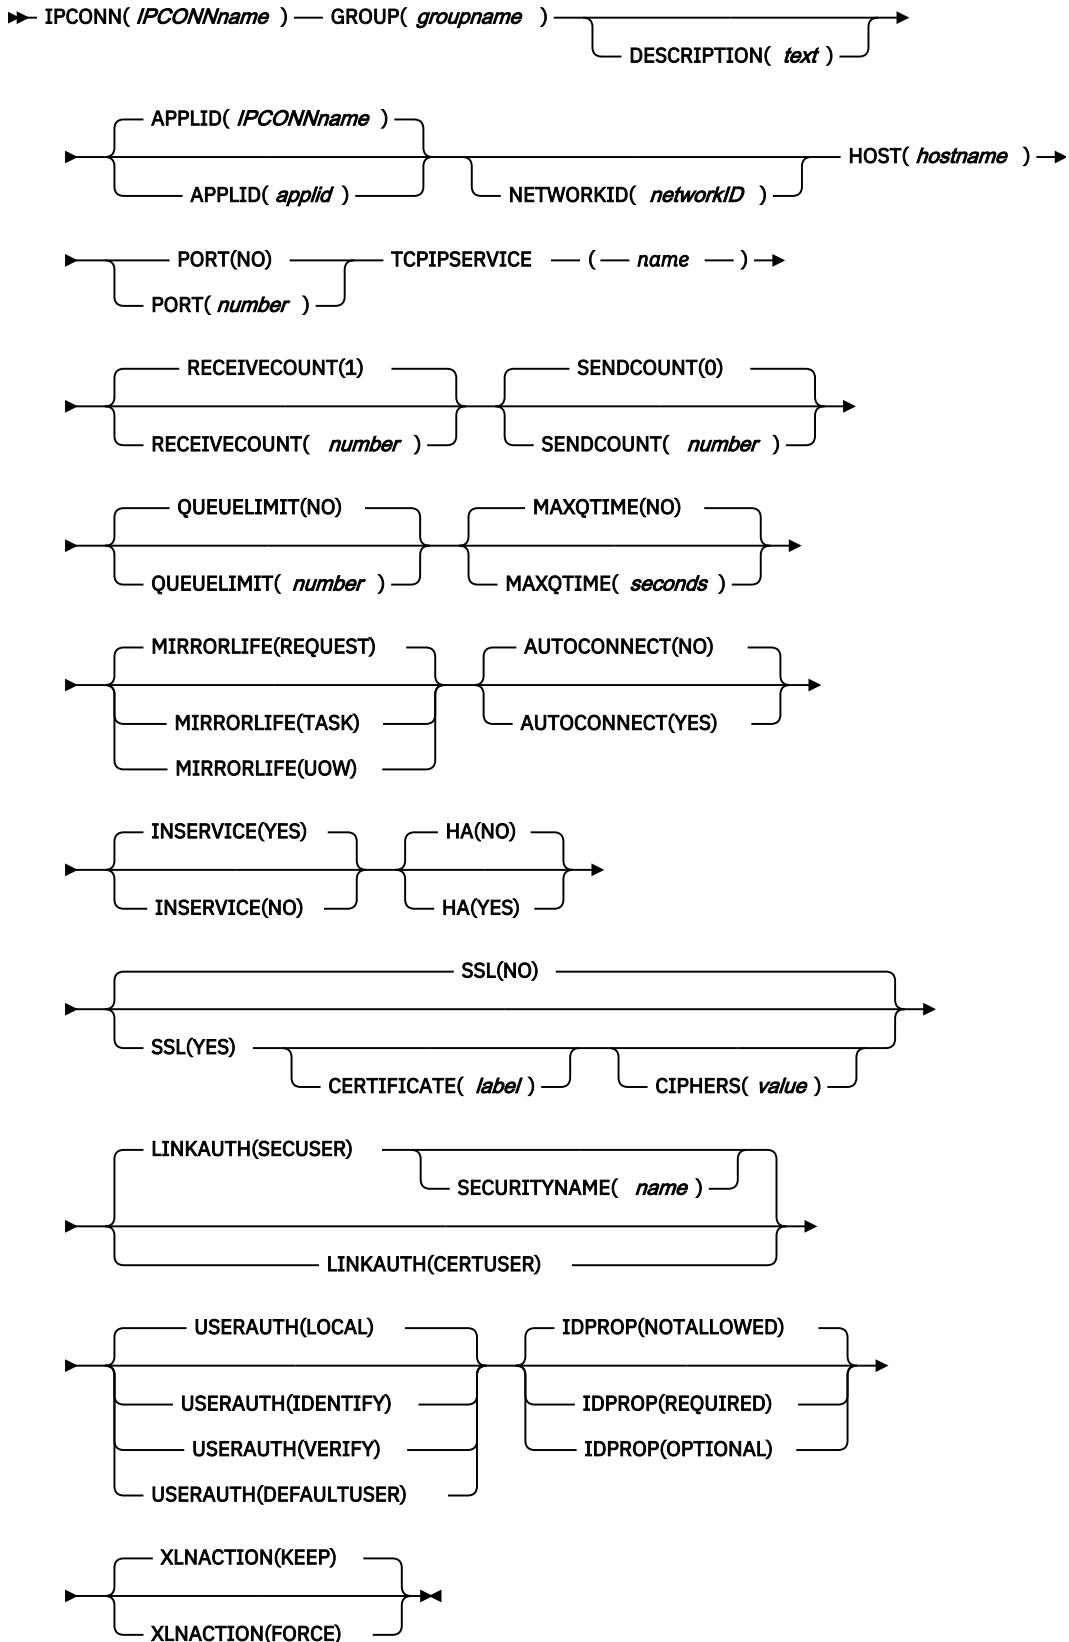 IPCONN( IPCONNname ) GROUP( groupname )
DESCRIPTION( text )
APPLID( IPCONNname )
HOST( hostname )
APPLID( applid ) NETWORKID( networkID )
PORT(NO) TCPIPSERVICE ( name )
PORT( number )
RECEIVECOUNT(1) SENDCOUNT(0)
RECEIVECOUNT( number ) SENDCOUNT( number )
QUEUELIMIT(NO) MAXQTIME(NO)
QUEUELIMIT( number ) MAXQTIME( seconds )
MIRRORLIFE(REQUEST) AUTOCONNECT(NO)
MIRRORLIFE(TASK) AUTOCONNECT(YES)
MIRRORLIFE(UOW)
INSERVICE(YES) HA(NO)
INSERVICE(NO) HA(YES)
SSL(NO)
SSL(YES)
CERTIFICATE( label ) CIPHERS( value )
LINKAUTH(SECUSER)
SECURITYNAME( name )
LINKAUTH(CERTUSER)
USERAUTH(LOCAL) IDPROP(NOTALLOWED)
USERAUTH(IDENTIFY) IDPROP(REQUIRED)
USERAUTH(VERIFY) IDPROP(OPTIONAL)
USERAUTH(DEFAULTUSER)
XLNACTION(KEEP)
XLNACTION(FORCE)